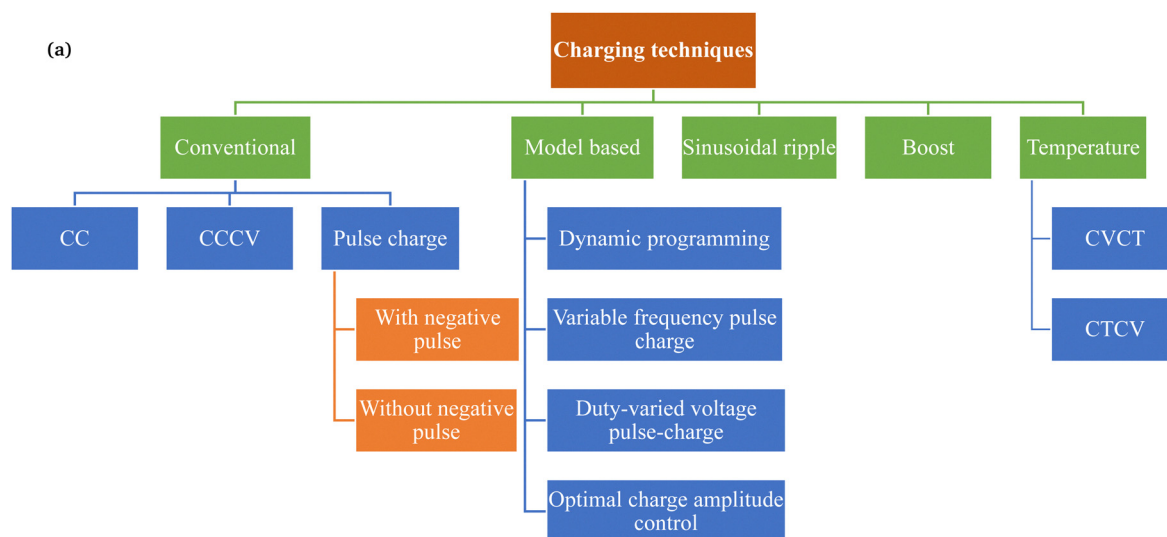 (a)
Charging techniques
Conventional
Model based
Sinusoidal ripple
Boost
Temperature
CC
CCCV
Pulse charge
With negative
pulse
Without negative
pulse
Dynamic programming
Variable frequency pulse
charge
Duty-varied voltage
pulse-charge
Optimal charge amplitude
control
CVCT
CTCV